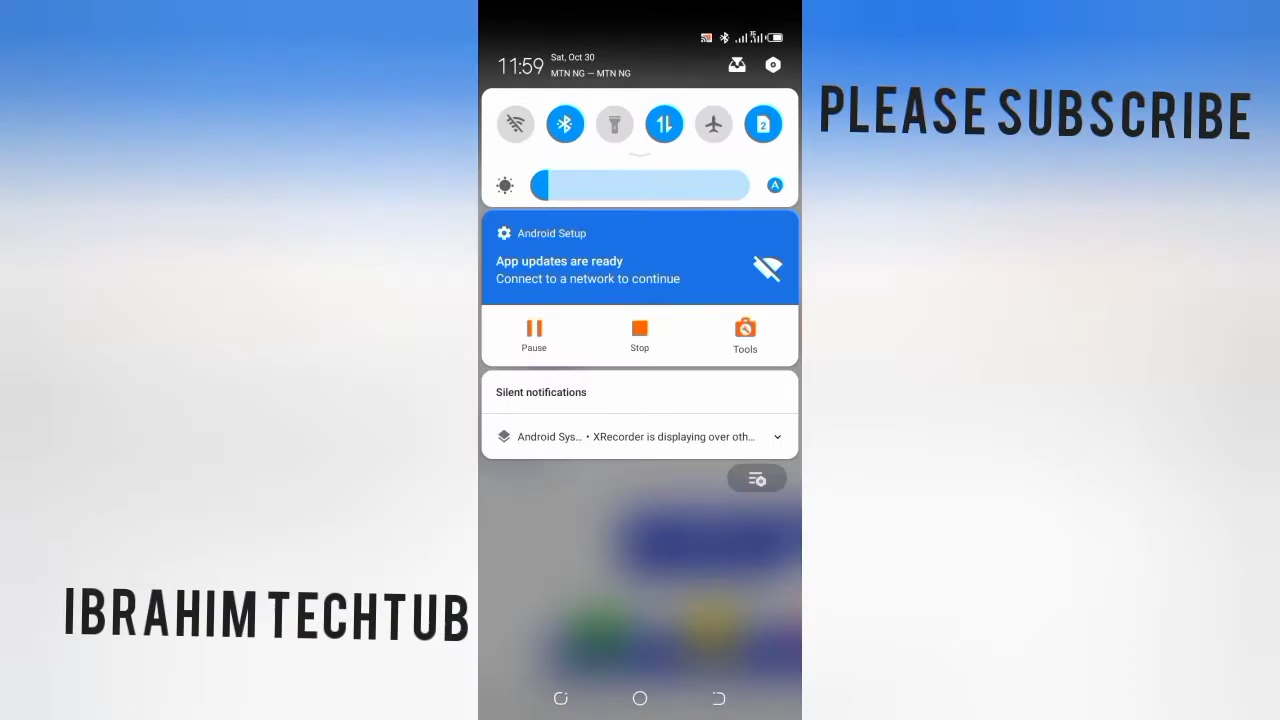 Sat, Oct 30
11:59
MTN NG — MTN NG
PLEASE SUBSCRIBE
2
A
Android Setup
App updates are ready
Connect to a network to continue
Pause
Stop
Tools
Silent notifications
Android Sys... • XRecorder is displaying over oth...
IBRAHIM TECHTUB